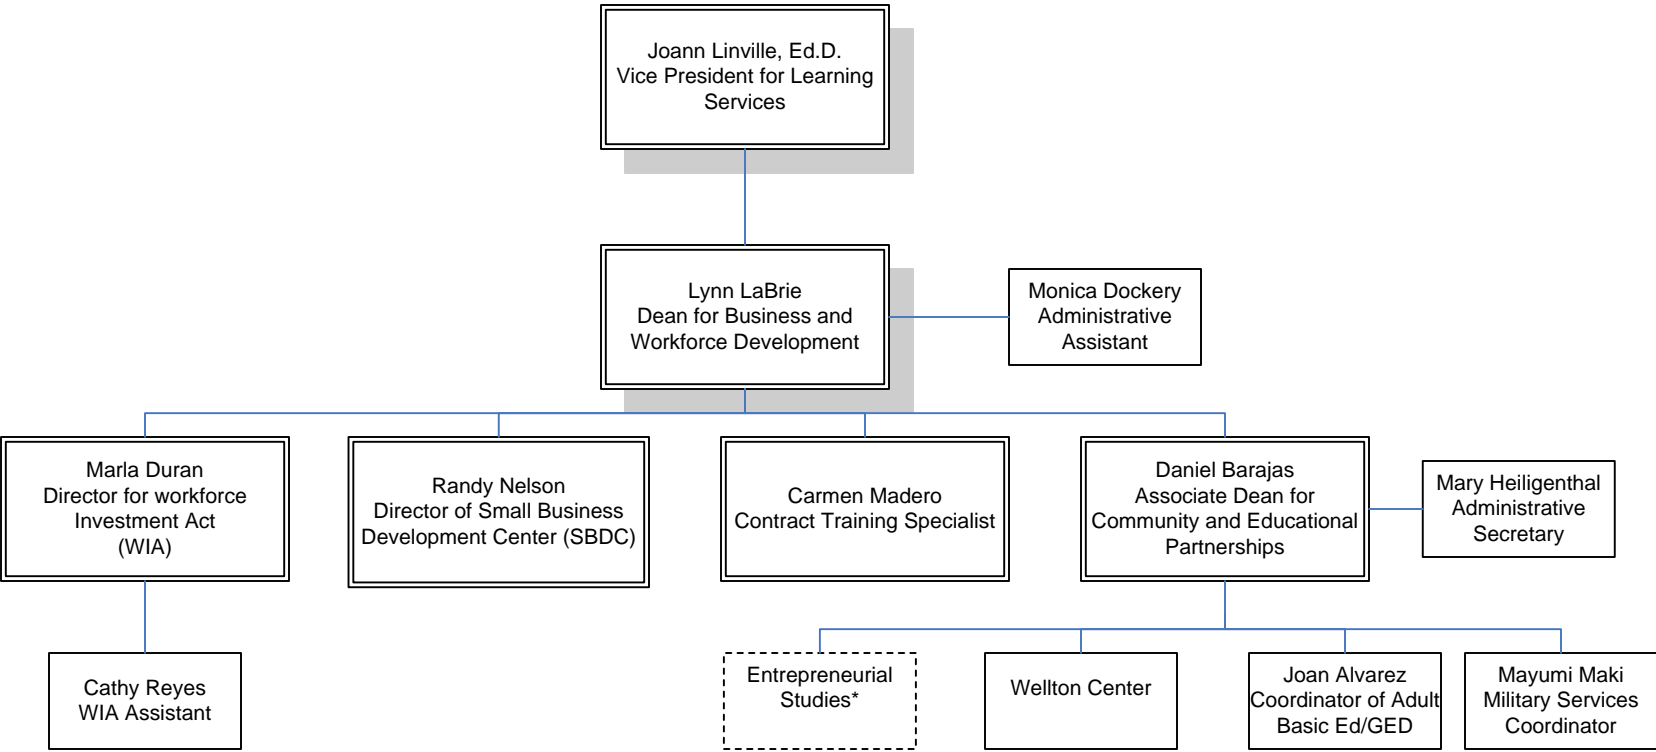 Joann Linville, Ed.D.
Vice President for Learning
Services
Lynn LaBrie
Dean for Business and
Workforce Development
Monica Dockery
Administrative
Assistant
Marla Duran
Director for workforce
Investment Act
(WIA)
Randy Nelson
Director of Small Business
Development Center (SBDC)
Carmen Madero
Contract Training Specialist
Daniel Barajas
Associate Dean for
Community and Educational
Partnerships
Mary Heiligenthal
Administrative
Secretary
Cathy Reyes
WIA Assistant
Entrepreneurial
Studies*
Wellton Center
Joan Alvarez
Coordinator of Adult
Basic Ed/GED
Mayumi Maki
Military Services
Coordinator